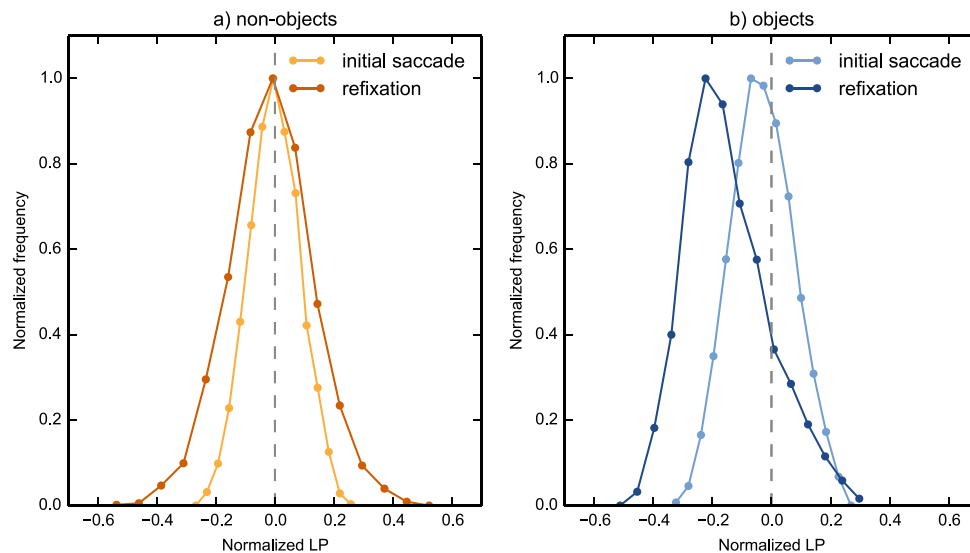 a) non-objects
initial saccade
refixation
1.0
0.8
0.6
0.4
0.2
0.0
Normalized frequency
−0.6 −0.4 −0.2 0.0 0.2 0.4 0.6
Normalized LP
b) objects
initial saccade
refixation
1.0
0.8
0.6
0.4
0.2
0.0
Normalized frequency
−0.6 −0.4 −0.2 0.0 0.2 0.4 0.6
Normalized LP